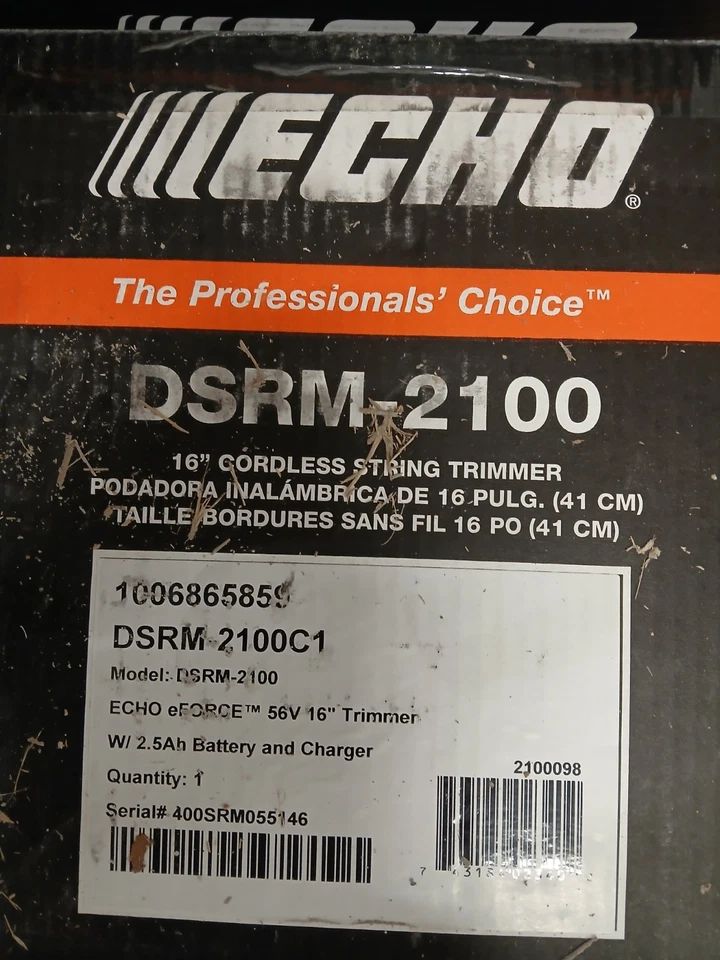 ECHO®
The Professionals' Choice™
DSRM-2100
16" CORDLESS STRING TRIMMER
PODADORA INALÁMBRICA DE 16 PULG. (41 CM)
TAILLE-BORDURES SANS FIL 16 PO (41 CM)
1006865859
DSRM-2100C1
Model: DSRM-2100
ECHO eFORCE™ 56V 16" Trimmer
W/ 2.5Ah Battery and Charger
Quantity: 1
Serial# 400SRM055146
2100098